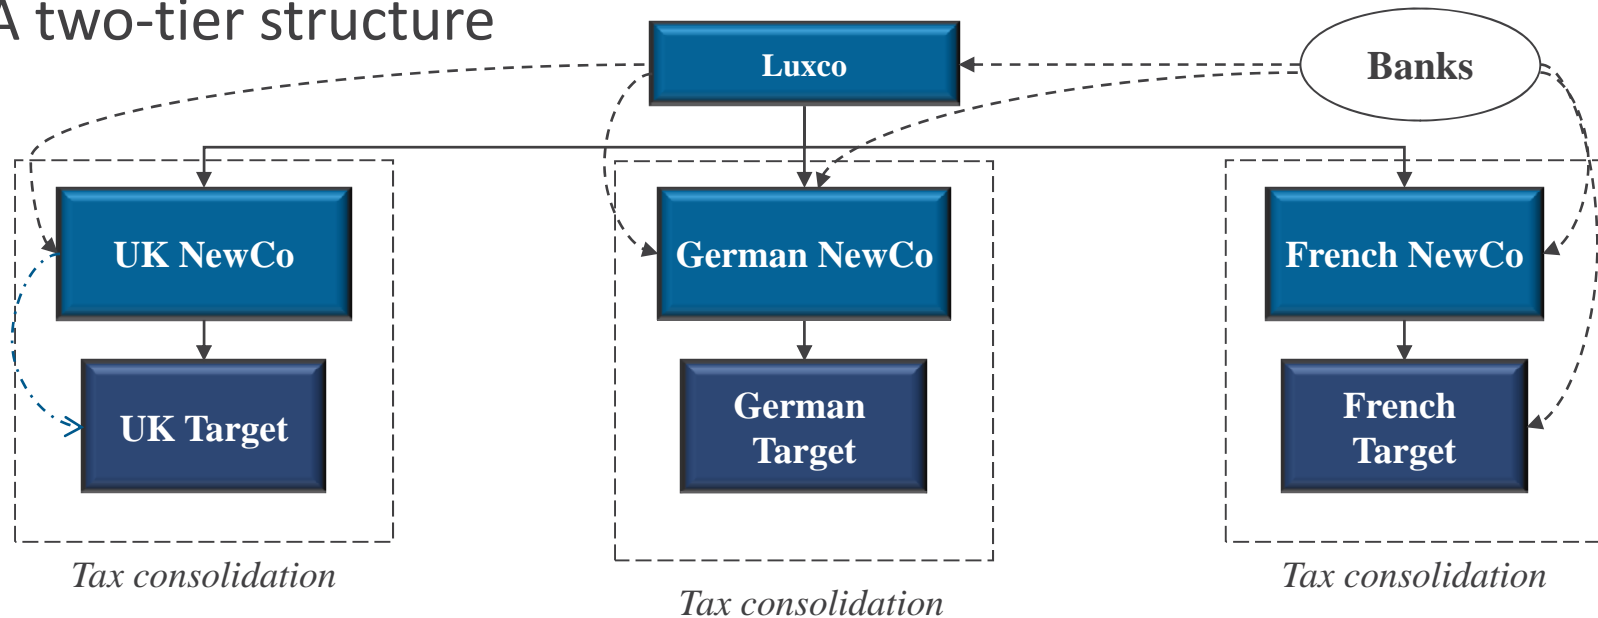 A two-tier structure
Luxco
Banks
UK NewCo
German NewCo
French NewCo
UK Target
German
Target
French
Target
Tax consolidation
Tax consolidation
Tax consolidation